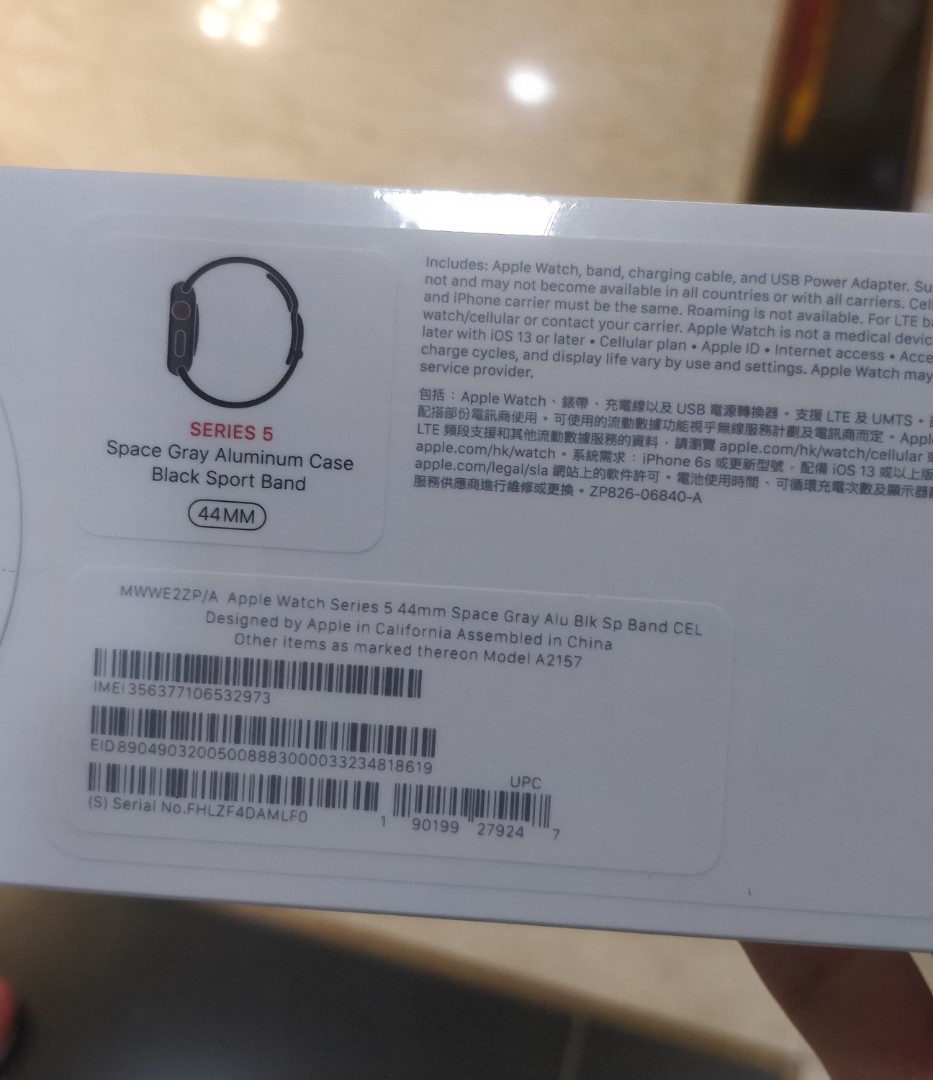 SERIES 5
Space Gray Aluminum Case
Black Sport Band
44MM
Includes: Apple Watch, band, charging cable, and USB Power Adapter. Su
not and may not become available in all countries or with all carriers. Cel
and iPhone carrier must be the same. Roaming is not available. For LTE b
watch/cellular or contact your carrier. Apple Watch is not a medical devic
later with iOS 13 or later • Cellular plan • Apple ID • Internet access • Acce
charge cycles, and display life vary by use and settings. Apple Watch may
service provider.
包括：Apple Watch、錶帶、充電線以及 USB 電源轉換器。支援 LTE 及 UMTS。
配搭部份電訊商使用。可使用的流動數據功能視乎無線服務計劃及電訊商而定。Appl
LTE 頻段支援和其他流動數據服務的資料，請瀏覽 apple.com/hk/watch/cellular
apple.com/hk/watch。系統需求：iPhone 6s 或更新型號，配備 iOS 13 或以上版
apple.com/legal/sla 網站上的軟件許可。電池使用時間、可循環充電次數及顯示器
服務供應商進行維修或更換。ZP826-06840-A
MWWE2ZP/A Apple Watch Series 5 44mm Space Gray Alu Blk Sp Band CEL
Designed by Apple in California Assembled in China
Other items as marked thereon Model A2157
IMEI 356377106532973
EID 89049032005008883000033234818619
UPC
(S) Serial No.FHLZF4DAMLF0
1 90199 27924 7